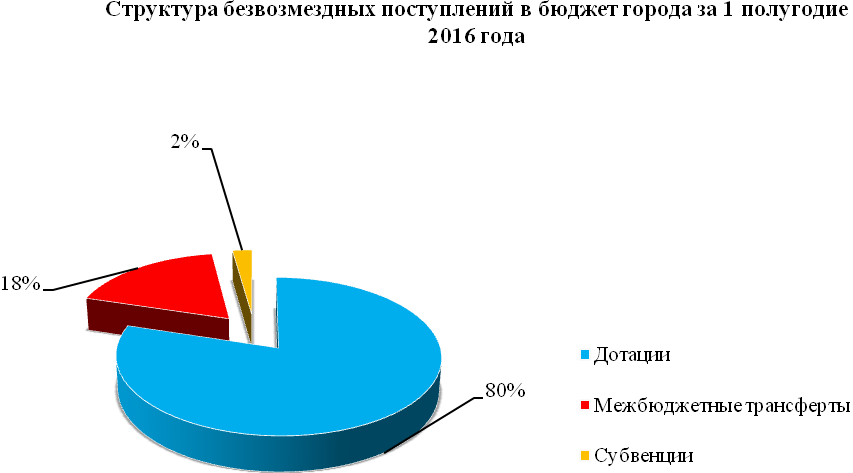 Структура безвозмездных поступлений в бюджет города за 1 полугодие
2016 года
2%
18%
80%
Дотации
Межбюджетные трансферты
Субвенции